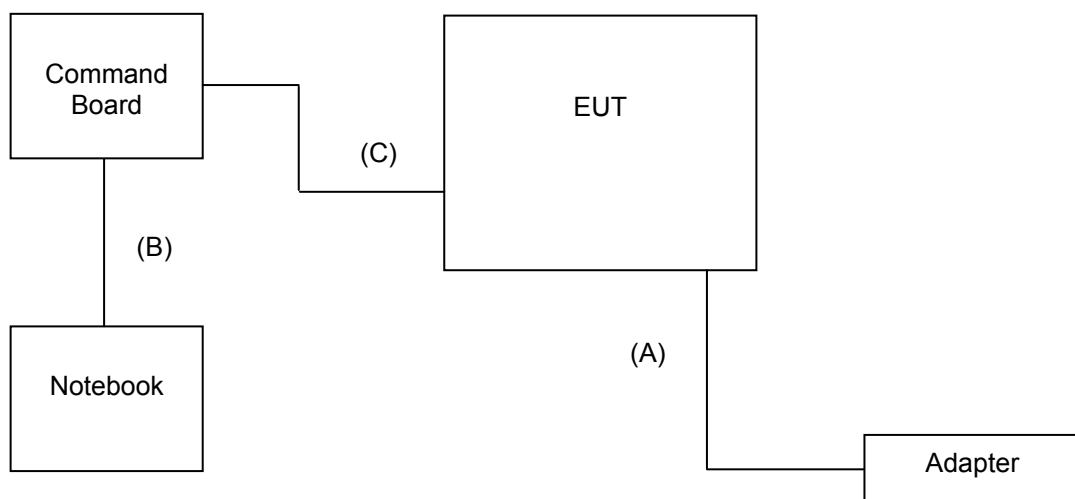 Command
Board
EUT
(C)
(B)
(A)
Notebook
Adapter